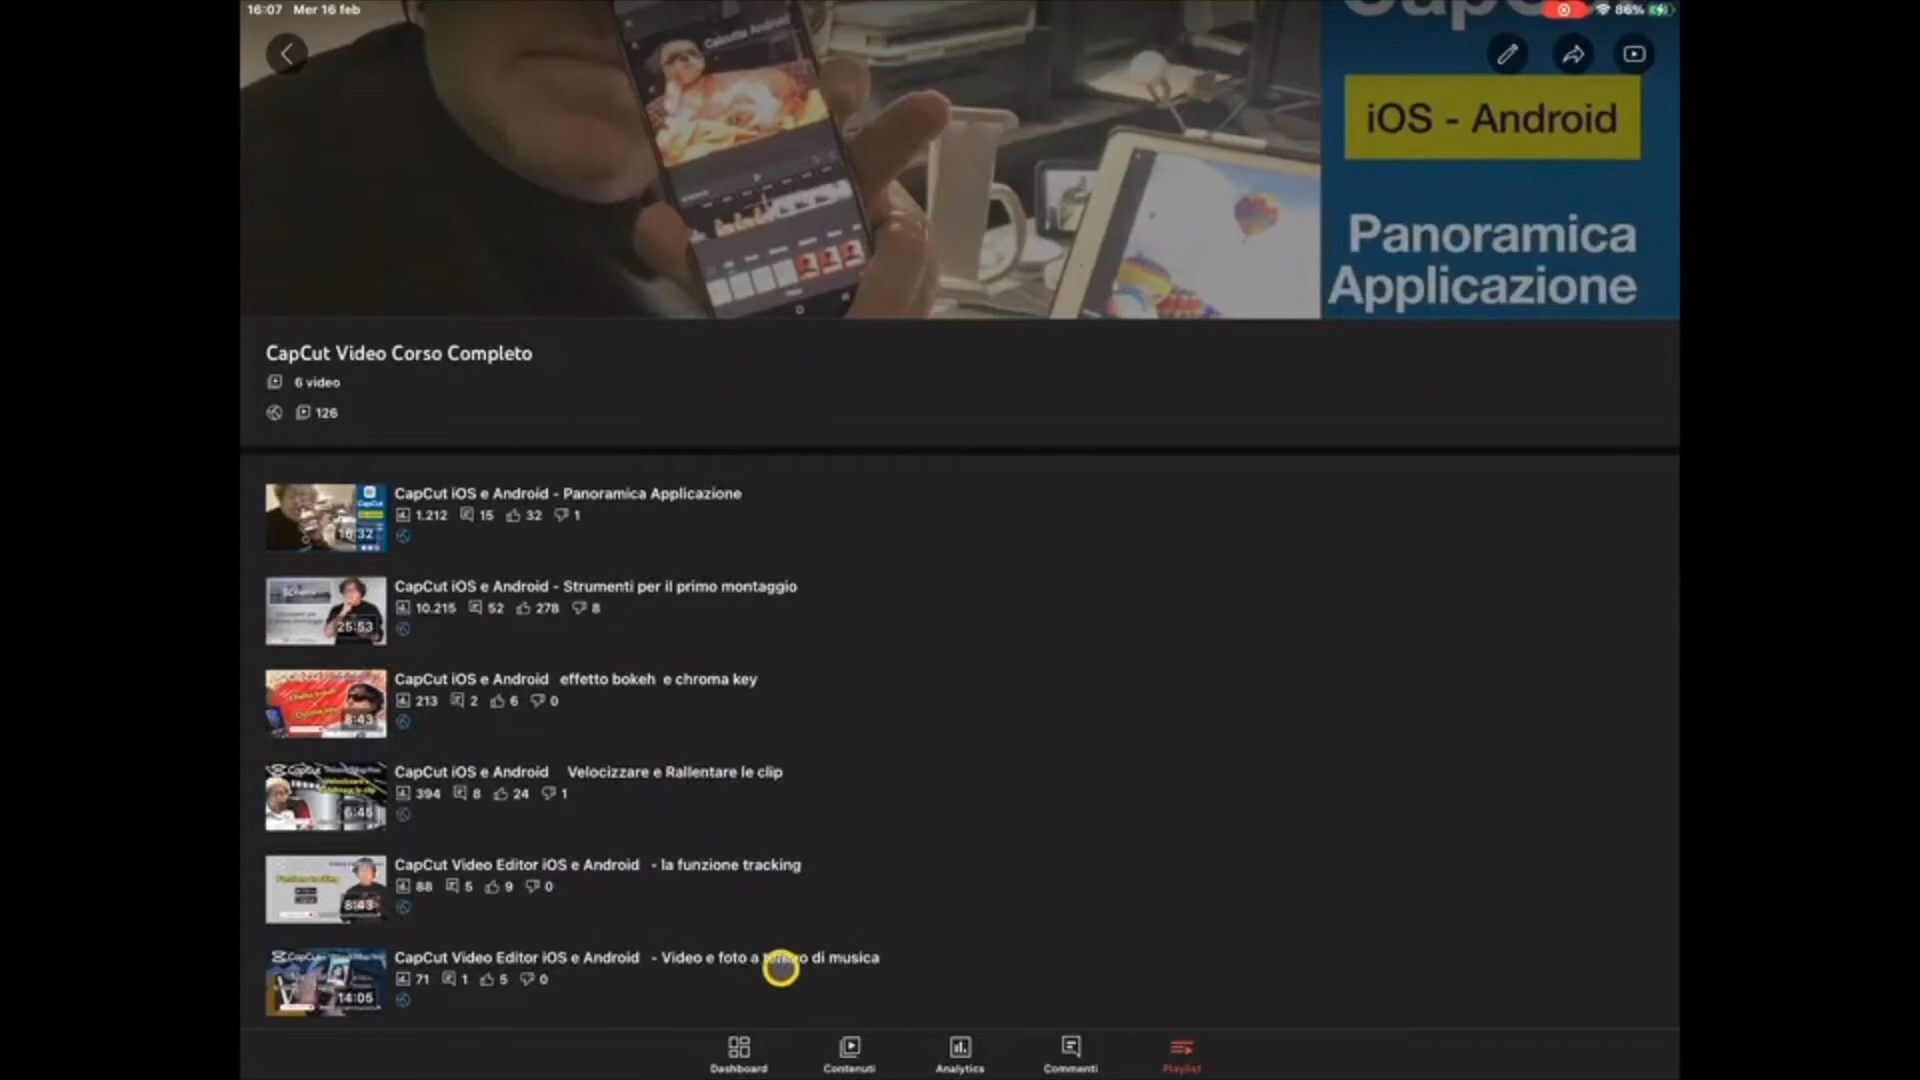 16:07 Mer 16 feb
86%
CapCut
iOS - Android
Panoramica
Applicazione
CapCut Video Corso Completo
6 video
126
CapCut iOS e Android - Panoramica Applicazione
1.212 15 32 1
16:32
CapCut iOS e Android - Strumenti per il primo montaggio
10.215 52 278 8
25:53
CapCut iOS e Android effetto bokeh e chroma key
213 2 6 0
8:43
CapCut iOS e Android Velocizzare e Rallentare le clip
394 8 24 1
6:45
CapCut Video Editor iOS e Android - la funzione tracking
88 5 9 0
8:43
CapCut Video Editor iOS e Android - Video e foto a di musica
71 1 5 0
14:05
Dashboard
Contenuti
Analytics
Commenti
Playlist